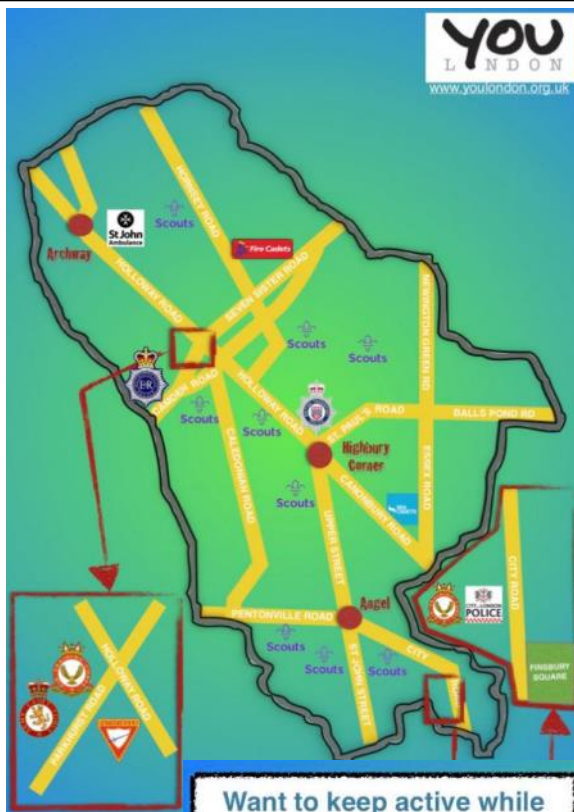 YOU
LONDON
www.youlondon.org.uk
HORNSEY ROAD
Scouts
St John
Ambulance
Archway
Fire Cadets
HOLLOWAY ROAD
SEVEN SISTER ROAD
NEWINGTON GREEN RD
Scouts
Scouts
E R
CAMDEN ROAD
HOLLOWAY ROAD
Scouts
Scouts
ST. PAUL'S ROAD
BALLS POND RD
CALEDONIAN ROAD
Highbury
Corner
ESSEX ROAD
Scouts
CANONBURY ROAD
SEA
CADETS
UPPER STREET
CITY ROAD
CITY OF LONDON
POLICE
PENTONVILLE ROAD
Angel
Scouts
Scouts
Scouts
CITY
ST JOHN STREET
FINSBURY
SQUARE
HOLLOWAY ROAD
PARKHURST ROAD
Want to keep active while